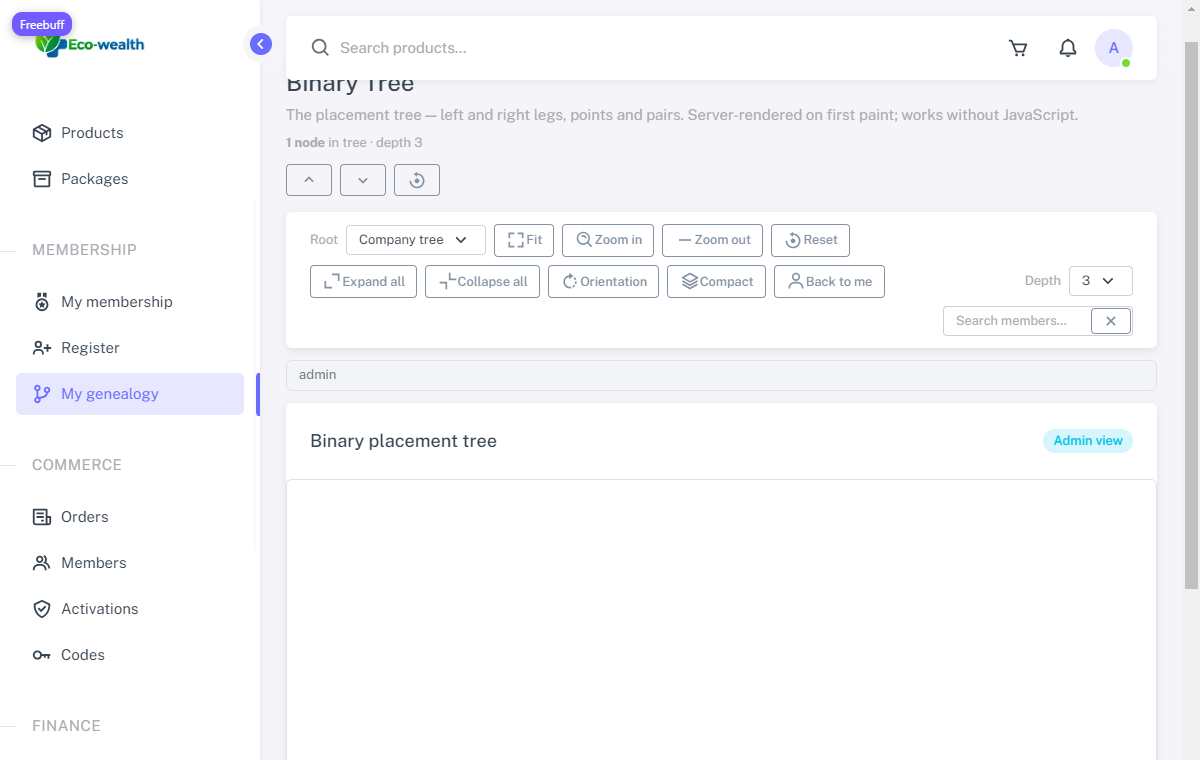 Freebuff
Eco-wealth
Products
Packages
MEMBERSHIP
My membership
Register
My genealogy
COMMERCE
Orders
Members
Activations
Codes
FINANCE
Search products...
A
Binary Tree
The placement tree — left and right legs, points and pairs. Server-rendered on first paint; works without JavaScript.
1 node in tree · depth 3
Root Company tree Fit Zoom in Zoom out Reset
Expand all Collapse all Orientation Compact Back to me Depth 3
Search members...
admin
Binary placement tree Admin view